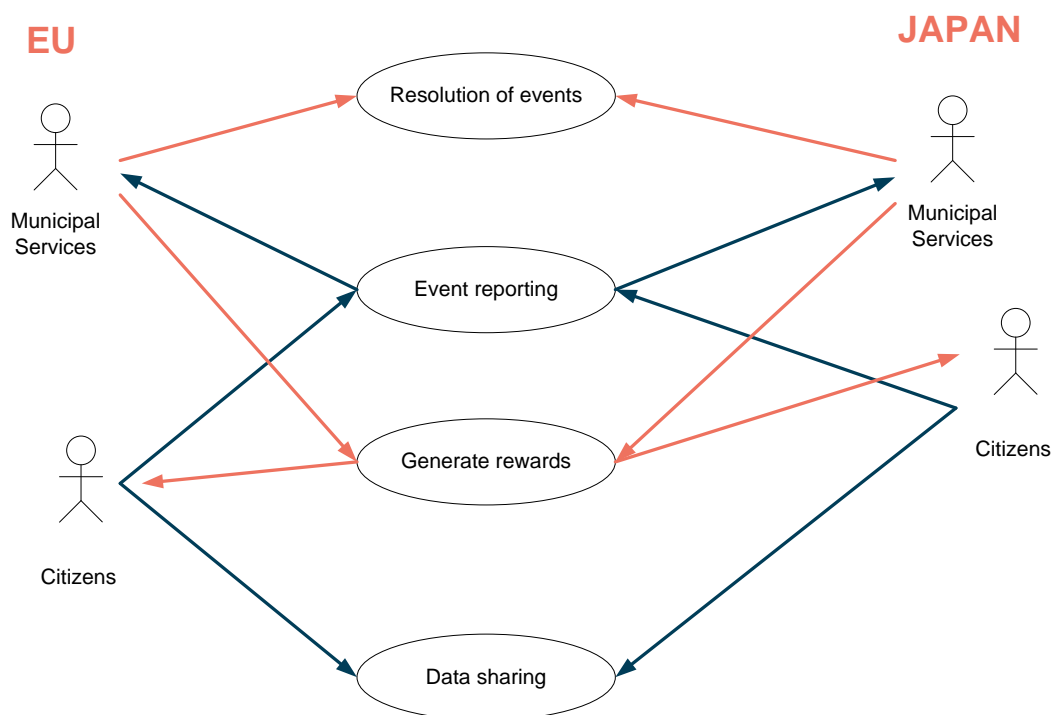 EU
JAPAN
Resolution of events
Municipal
Services
Municipal
Services
Event reporting
Generate rewards
Citizens
Citizens
Data sharing